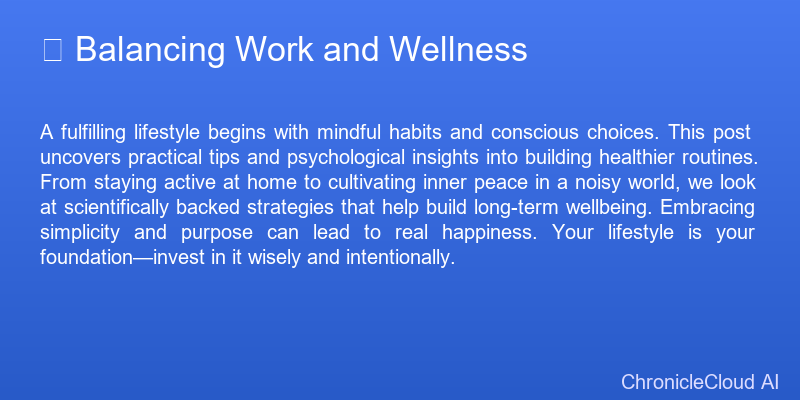 Balancing Work and Wellness
A fulfilling lifestyle begins with mindful habits and conscious choices. This post
uncovers practical tips and psychological insights into building healthier routines.
From staying active at home to cultivating inner peace in a noisy world, we look
at scientifically backed strategies that help build long-term wellbeing. Embracing
simplicity and purpose can lead to real happiness. Your lifestyle is your
foundation—invest in it wisely and intentionally.
ChronicleCloud AI